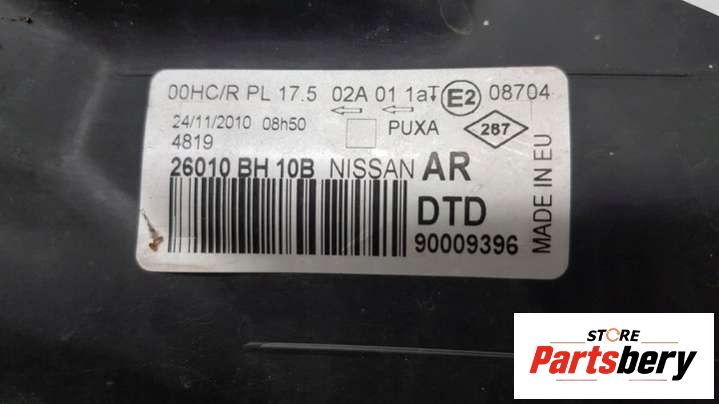 00HC/R PL 17.5 02A 01 1aT E2 08704
24/11/2010 08h50 PUXA 287
4819
26010 BH 10B NISSAN AR
DTD
90009396
MADE IN EU
STORE
Partsbery